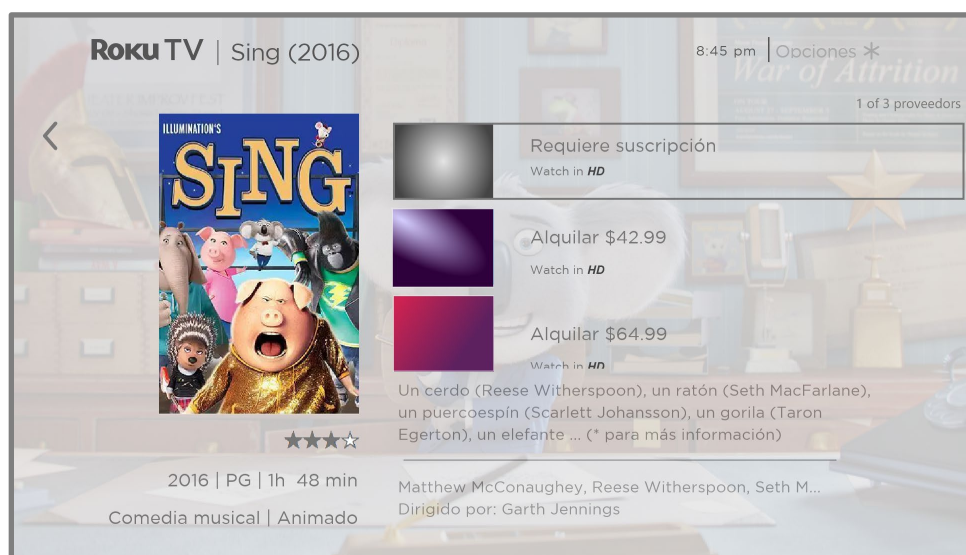 Roku TV | Sing (2016)
8:45 pm | Opciones *
War of Attrition
1 of 3 proveedors
ILLUMINATION'S
SING
Requiere suscripción
Watch in HD
Alquilar $42.99
Watch in HD
Alquilar $64.99
Watch in HD
Un cerdo (Reese Witherspoon), un ratón (Seth MacFarlane),
un puercoespín (Scarlett Johansson), un gorila (Taron
Egerton), un elefante ... (* para más información)
2016 | PG | 1h 48 min
Comedia musical | Animado
Matthew McConaughey, Reese Witherspoon, Seth M...
Dirigido por: Garth Jennings